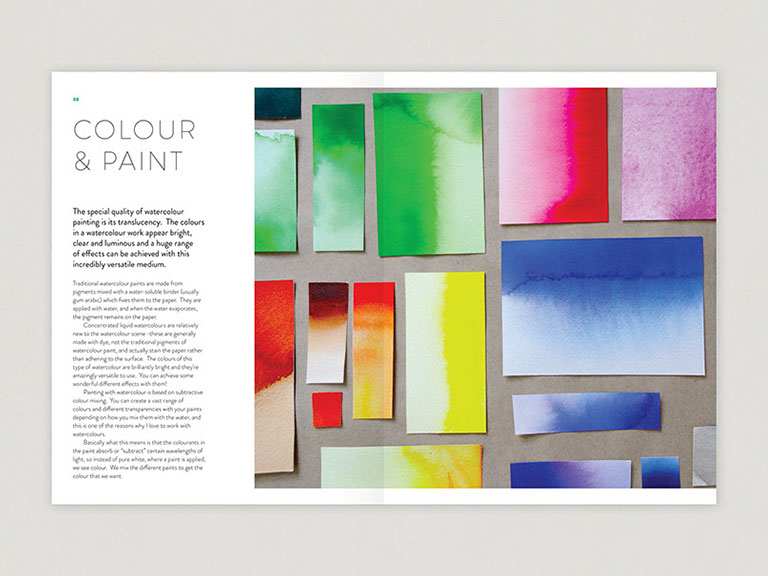 COLOUR
& PAINT
The special quality of watercolour
painting is its translucency. The colours
in a watercolour work appear bright,
clear and luminous and a huge range
of effects can be achieved with this
incredibly versatile medium.
Traditional watercolour paints are made from
pigments mixed with a water-soluble binder (usually
gum arabic) which fixes them to the paper. They are
applied with water, and when the water evaporates,
the pigment remains on the paper.
Concentrated liquid watercolours are relatively
new to the watercolour scene -these are generally
made with dye, not the traditional pigments of
watercolour paint, and actually stain the paper rather
than adhering to the surface. The colours of this
type of watercolour are brilliantly bright and they're
amazingly versatile to use. You can achieve some
wonderful different effects with them!
Painting with watercolour is based on subtractive
colour mixing. You can create a vast range of
colours and different transparencies with your paints
depending on how you mix them with the water, and
this is one of the reasons why I love to work with
watercolours.
Basically what this means is that the colourants in
the paint absorb or "subtract" certain wavelengths of
light, so instead of pure white, where a paint is applied,
we see colour. We mix the different paints to get the
colour that we want.